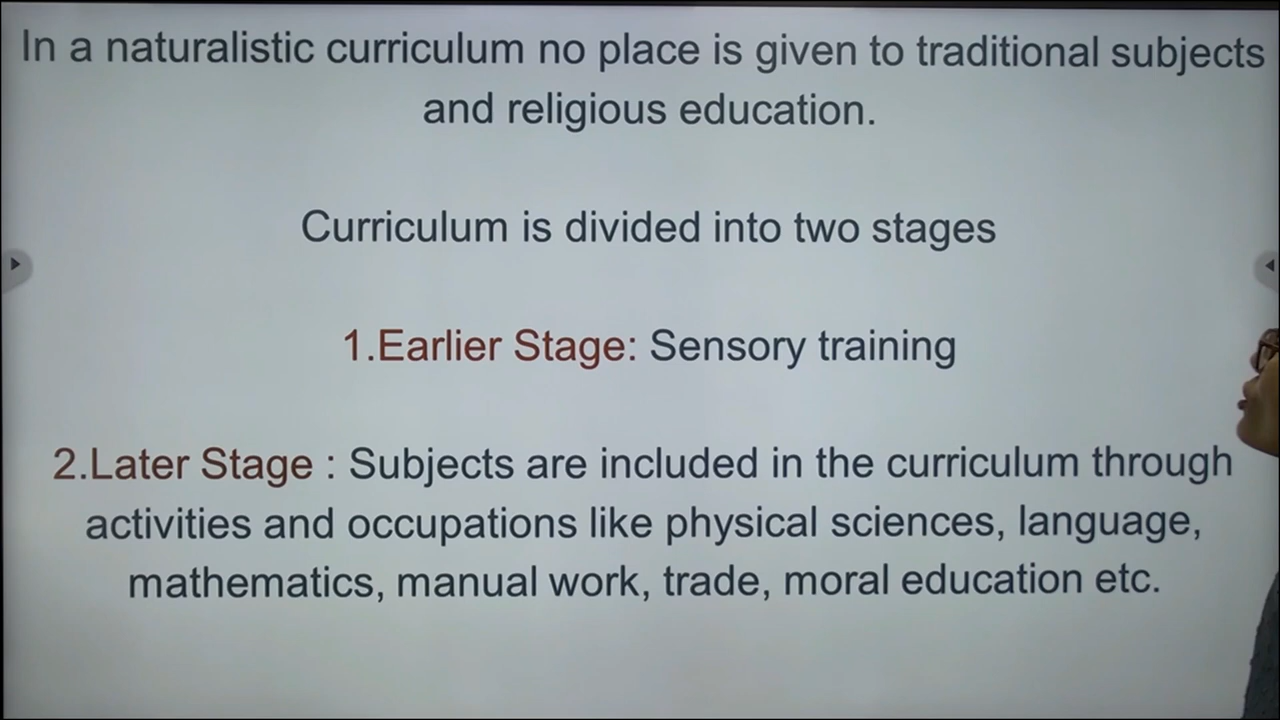 In a naturalistic curriculum no place is given to traditional subjects
and religious education.
Curriculum is divided into two stages
1.Earlier Stage: Sensory training
2.Later Stage : Subjects are included in the curriculum through
activities and occupations like physical sciences, language,
mathematics, manual work, trade, moral education etc.